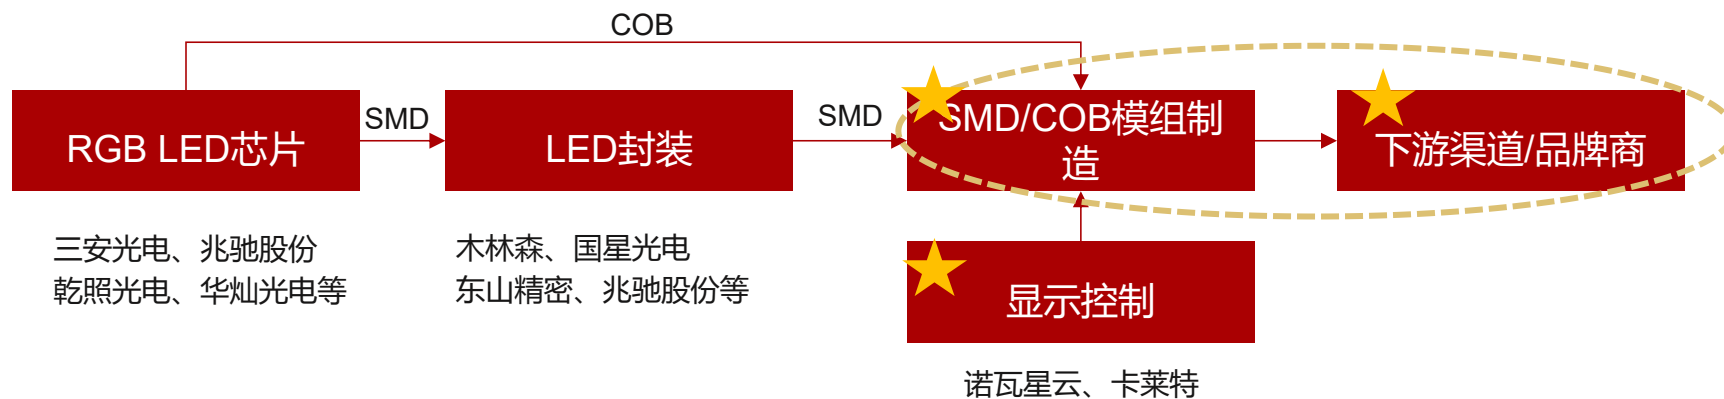 COB
RGB LED芯片
SMD
LED封装
SMD
SMD/COB模组制
造
下游渠道/品牌商
三安光电、兆驰股份
乾照光电、华灿光电等
木林森、国星光电
东山精密、兆驰股份等
显示控制
诺瓦星云、卡莱特